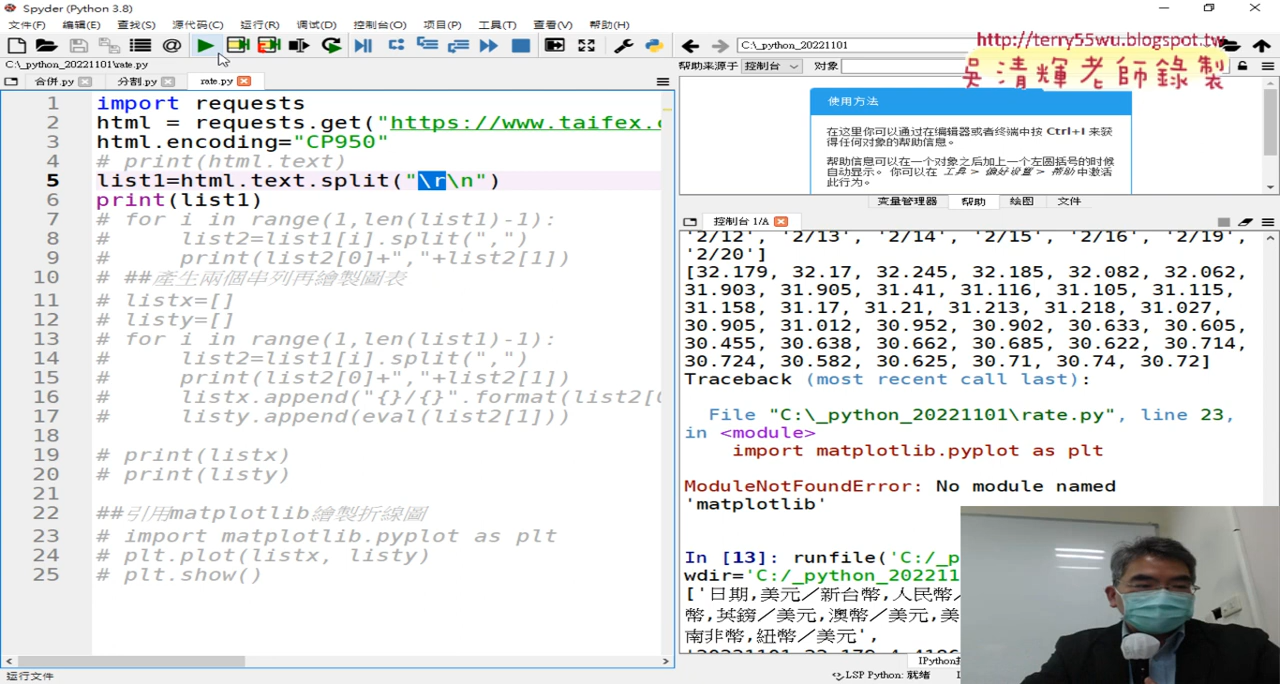 Spyder (Python 3.8)
文件(F) 编辑(E) 查找(S) 源代码(C) 运行(R) 调试(D) 控制台(O) 项目(P) 工具(T) 查看(V) 帮助(H)
C:\_python_20221101
http://terry55wu.blogspot.tw
吳清輝老師錄製
C:\_python_20221101\rate.py
帮助来源于 控制台 对象
合併.py 分割.py rate.py
使用方法
在这里你可以通过在编辑器或者终端中按 Ctrl+I 来获
得任何对象的帮助信息。
帮助信息可以在一个对象之后加上一个左圆括号的时候
自动显示。 你可以在 工具 > 偏好设置 > 帮助 中激活
此行为。
变量管理器 帮助 绘图 文件
1 import requests
2 html = requests.get("https://www.taifex.c
3 html.encoding="CP950"
4 # print(html.text)
5 list1=html.text.split("\r\n")
6 print(list1)
7 # for i in range(1,len(list1)-1):
8 # list2=list1[i].split(",")
9 # print(list2[0]+","+list2[1])
10 # ##產生兩個串列再繪製圖表
11 # listx=[]
12 # listy=[]
13 # for i in range(1,len(list1)-1):
14 # list2=list1[i].split(",")
15 # print(list2[0]+","+list2[1])
16 # listx.append("{}/{}".format(list2[0
17 # listy.append(eval(list2[1]))
18
19 # print(listx)
20 # print(listy)
21
22 ##引用matplotlib繪製折線圖
23 # import matplotlib.pyplot as plt
24 # plt.plot(listx, listy)
25 # plt.show()
控制台 1/A
'2/12', '2/13', '2/14', '2/15', '2/16', '2/19',
'2/20']
[32.179, 32.17, 32.245, 32.185, 32.082, 32.062,
31.903, 31.905, 31.41, 31.116, 31.105, 31.115,
31.158, 31.17, 31.21, 31.213, 31.218, 31.027,
30.905, 31.012, 30.952, 30.902, 30.633, 30.605,
30.455, 30.638, 30.662, 30.685, 30.622, 30.714,
30.724, 30.582, 30.625, 30.71, 30.74, 30.72]
Traceback (most recent call last):
File "C:\_python_20221101\rate.py", line 23,
in <module>
import matplotlib.pyplot as plt
ModuleNotFoundError: No module named
'matplotlib'
In [13]: runfile('C:/_p
wdir='C:/_python_202211
['日期,美元／新台幣,人民幣／
幣,英鎊／美元,澳幣／美元,美
南非幣,紐幣／美元',
IPython
运行文件
LSP Python: 就绪